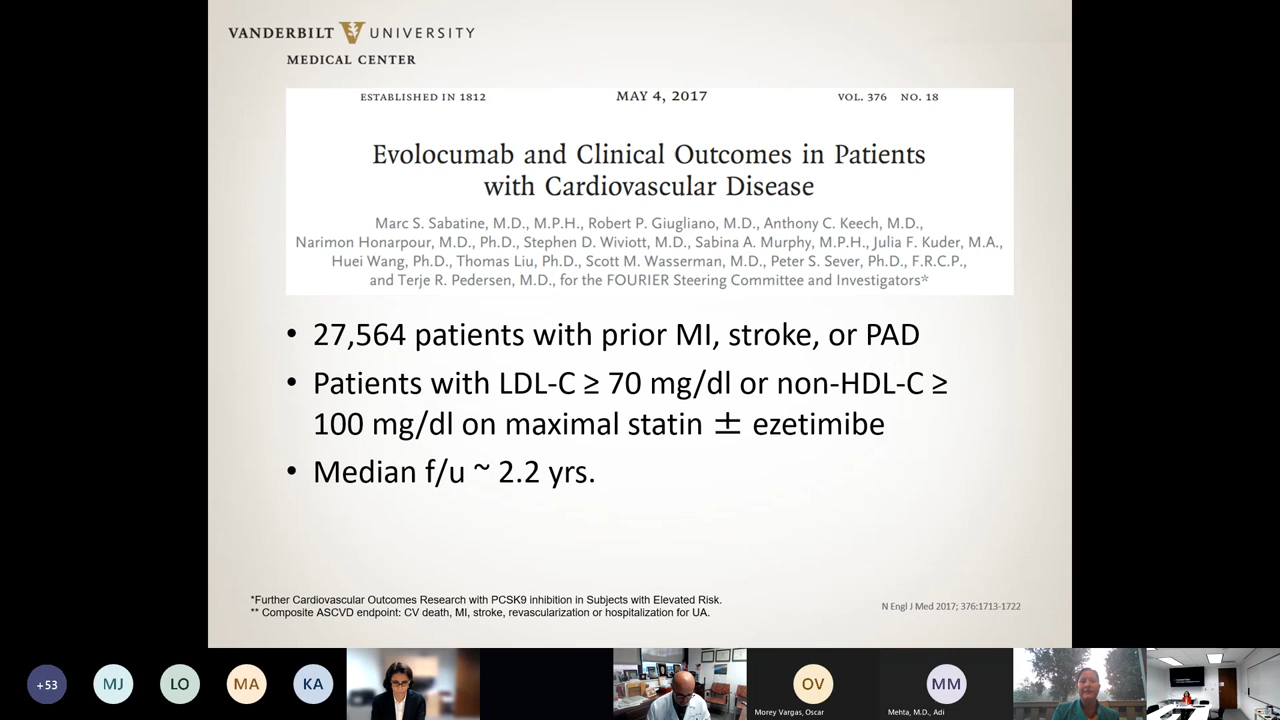 VANDERBILT UNIVERSITY
MEDICAL CENTER
ESTABLISHED IN 1812 MAY 4, 2017 VOL. 376 NO. 18
Evolocumab and Clinical Outcomes in Patients
with Cardiovascular Disease
Marc S. Sabatine, M.D., M.P.H., Robert P. Giugliano, M.D., Anthony C. Keech, M.D.,
Narimon Honarpour, M.D., Ph.D., Stephen D. Wiviott, M.D., Sabina A. Murphy, M.P.H., Julia F. Kuder, M.A.,
Huei Wang, Ph.D., Thomas Liu, Ph.D., Scott M. Wasserman, M.D., Peter S. Sever, Ph.D., F.R.C.P.,
and Terje R. Pedersen, M.D., for the FOURIER Steering Committee and Investigators*
• 27,564 patients with prior MI, stroke, or PAD
• Patients with LDL-C ≥ 70 mg/dl or non-HDL-C ≥
100 mg/dl on maximal statin ± ezetimibe
• Median f/u ~ 2.2 yrs.
*Further Cardiovascular Outcomes Research with PCSK9 inhibition in Subjects with Elevated Risk.
** Composite ASCVD endpoint: CV death, MI, stroke, revascularization or hospitalization for UA.
N Engl J Med 2017; 376:1713-1722
+53 MJ LO MA KA OV MM
Morey Vargas, Oscar Mehta, M.D., Adi